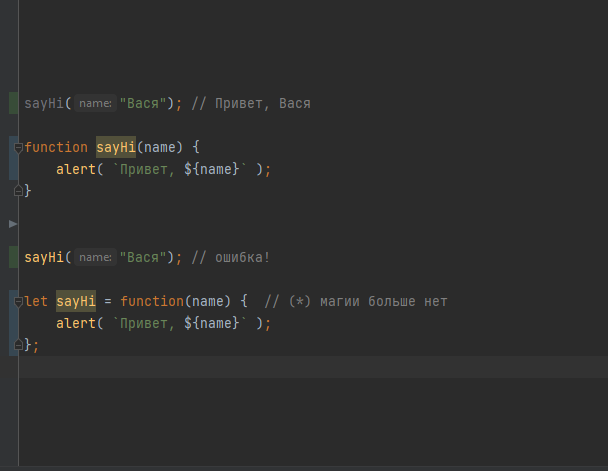 sayHi( name: "Вася"); // Привет, Вася
function sayHi(name) {
alert( `Привет, ${name}` );
}
sayHi( name: "Вася"); // ошибка!
let sayHi = function(name) {  // (*) магии больше нет
alert( `Привет, ${name}` );
};